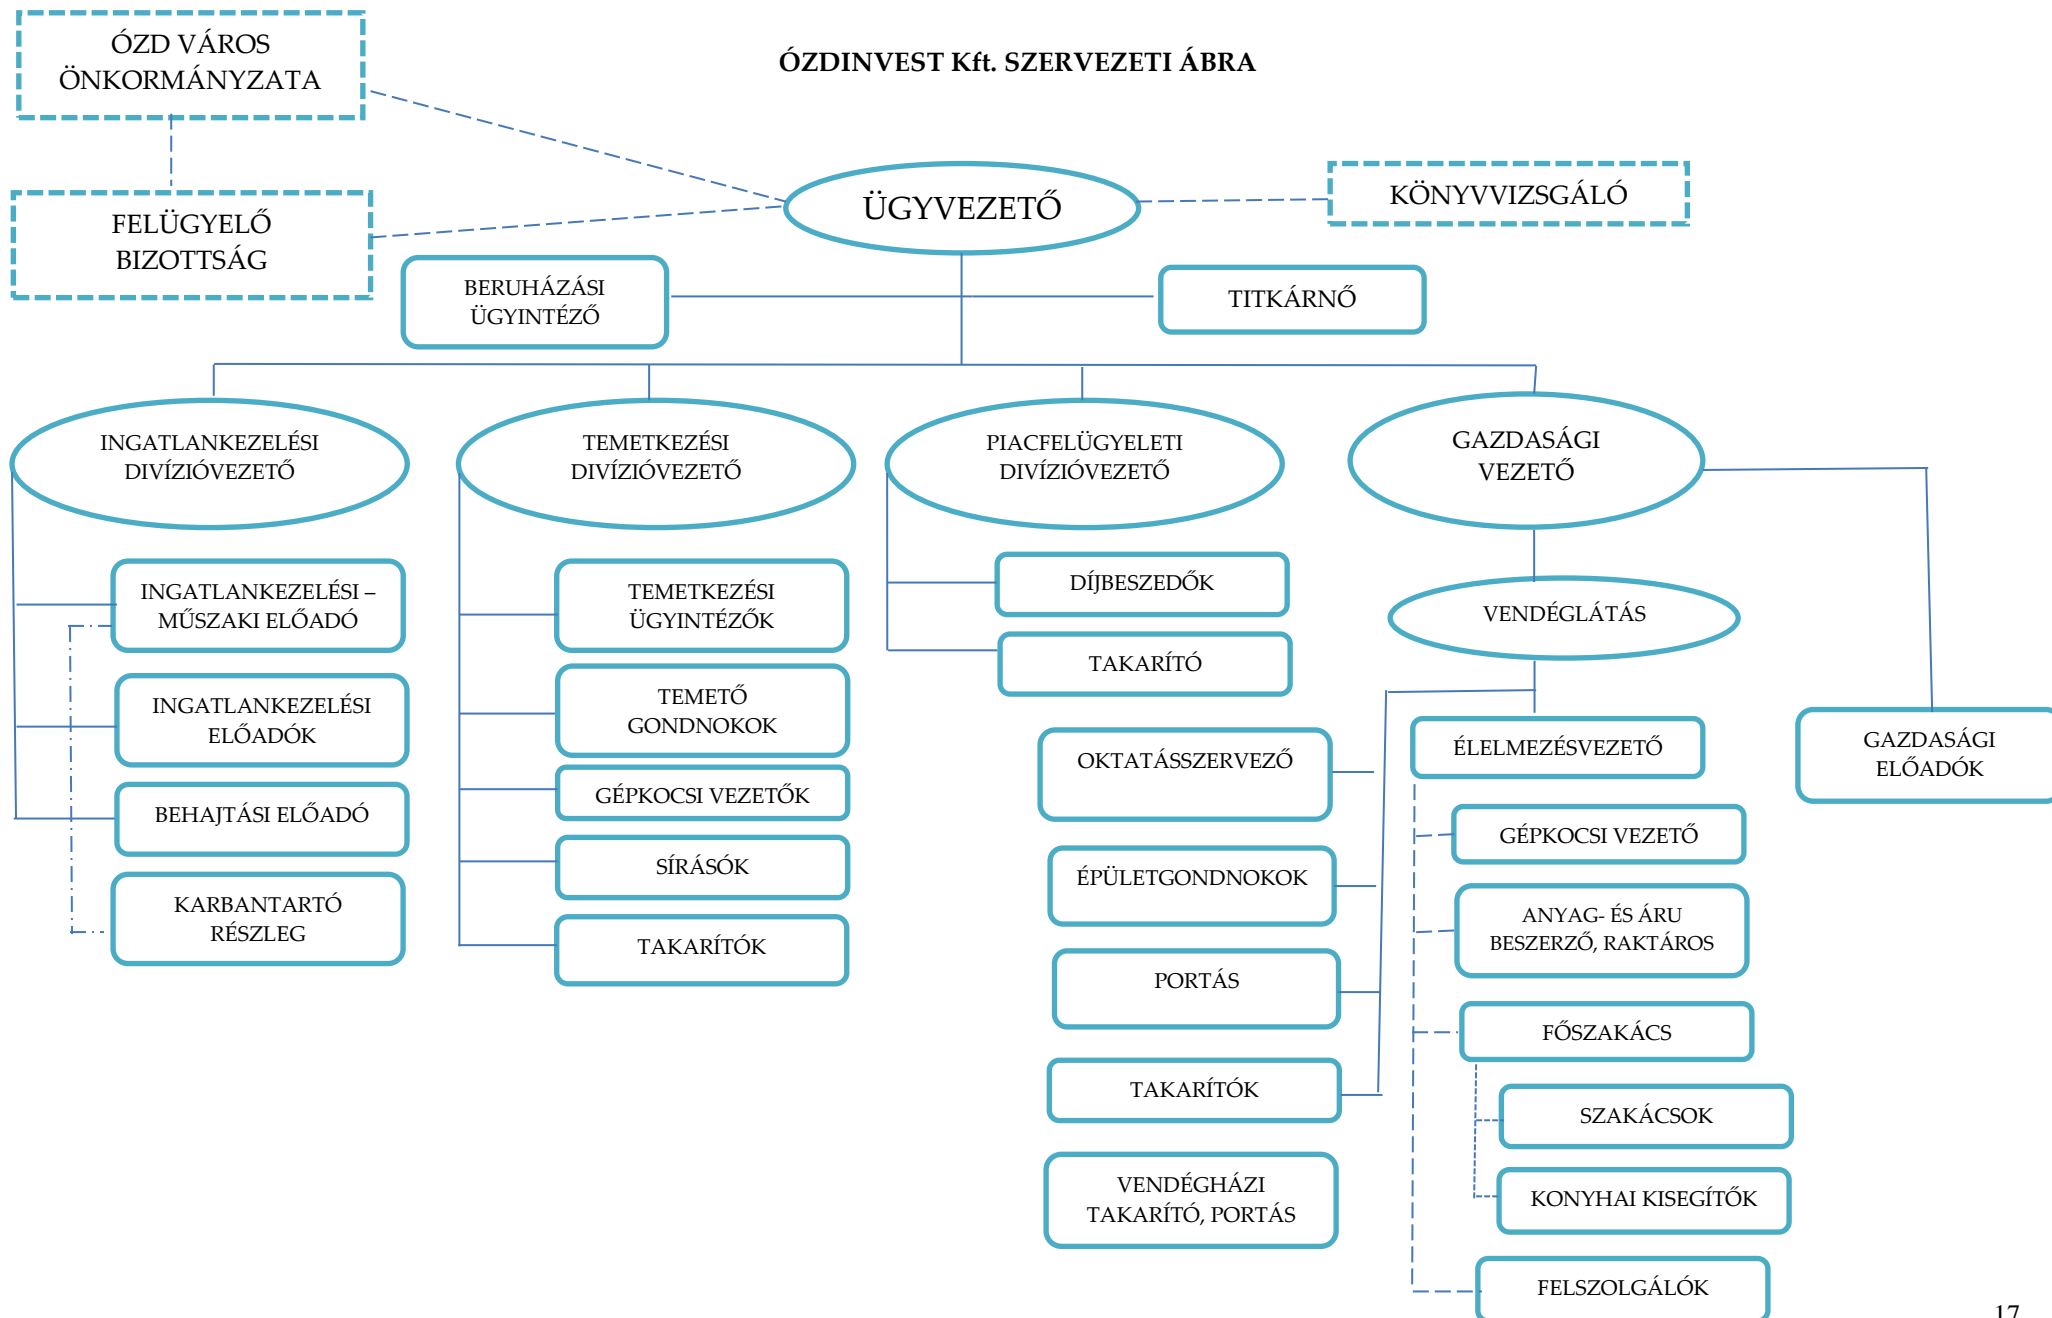 ÓZD VÁROS
ÖNKORMÁNYZATA
ÓZDINVEST Kft. SZERVEZETI ÁBRA
FELÜGYELŐ
BIZOTTSÁG
ÜGYVEZETŐ
KÖNYVVIZSGÁLÓ
BERUHÁZÁSI
ÜGYINTÉZŐ
TITKÁRNŐ
INGATLANKEZELÉSI
DIVÍZIÓVEZETŐ
TEMETKEZÉSI
DIVÍZIÓVEZETŐ
PIACFELÜGYELETI
DIVÍZIÓVEZETŐ
GAZDASÁGI
VEZETŐ
INGATLANKEZELÉSI –
MŰSZAKI ELŐADÓ
INGATLANKEZELÉSI
ELŐADÓK
BEHAJTÁSI ELŐADÓ
KARBANTARTÓ
RÉSZLEG
TEMETKEZÉSI
ÜGYINTÉZŐK
TEMETŐ
GONDNOKOK
GÉPKOCSI VEZETŐK
SÍRÁSÓK
TAKARÍTÓK
DÍJBESZEDŐK
TAKARÍTÓ
VENDÉGLÁTÁS
OKTATÁSSZERVEZŐ
ÉPÜLETGONDNOKOK
PORTÁS
TAKARÍTÓK
VENDÉGHÁZI
TAKARÍTÓ, PORTÁS
ÉLELMEZÉSVEZETŐ
GÉPKOCSI VEZETŐ
ANYAG- ÉS ÁRU
BESZERZŐ, RAKTÁROS
FŐSZAKÁCS
SZAKÁCSOK
KONYHAI KISEGÍTŐK
FELSZOLGÁLÓK
GAZDASÁGI
ELŐADÓK
17